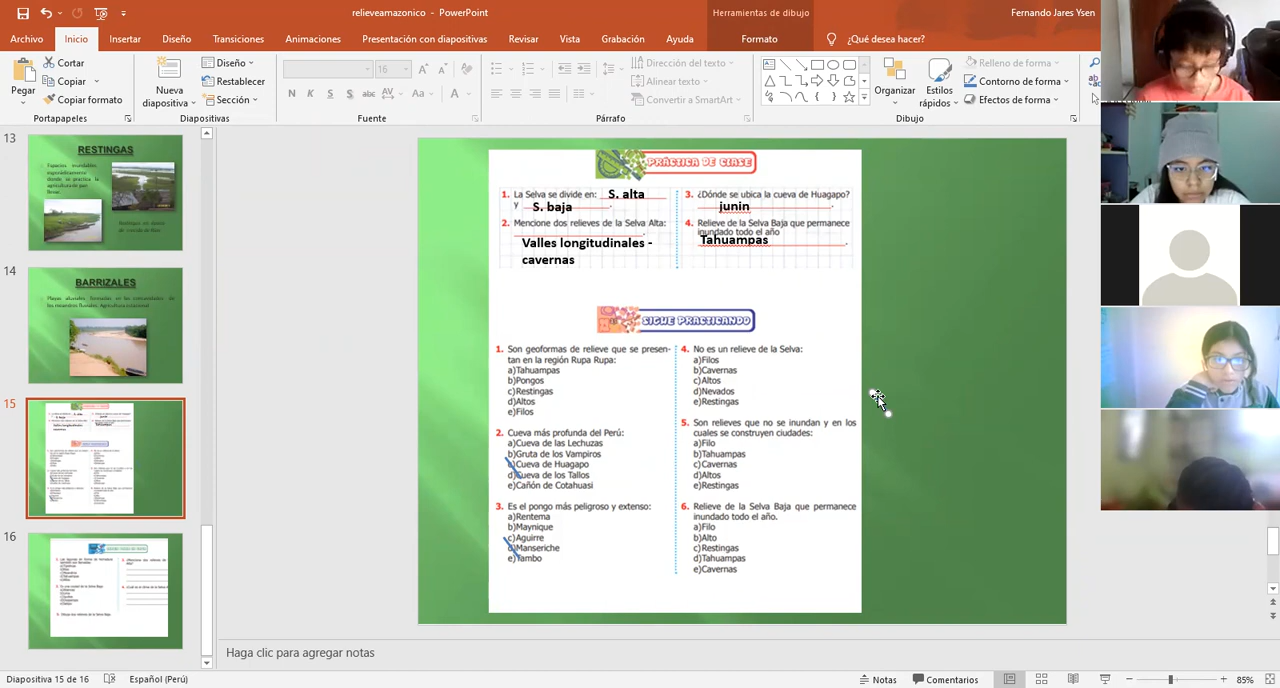 relieveamazonico - PowerPoint
Herramientas de dibujo
Fernando Jares Ysen
Archivo
Inicio
Insertar
Diseño
Transiciones
Animaciones
Presentación con diapositivas
Revisar
Vista
Grabación
Ayuda
Formato
¿Qué desea hacer?
Pegar
Cortar
Copiar
Copiar formato
Portapapeles
Nueva diapositiva
Diseño
Restablecer
Sección
Diapositivas
16
N K S S abc AV Aa A
Fuente
Dirección del texto
Alinear texto
Convertir a SmartArt
Párrafo
Organizar
Estilos rápidos
Relleno de forma
Contorno de forma
Efectos de forma
Dibujo
13
RESTINGAS
14
BARRIZALES
15
16
PRÁCTICA DE CLASE
1. La Selva se divide en: S. alta
y S. baja.
2. Mencione dos relieves de la Selva Alta:
Valles longitudinales -
cavernas
3. ¿Dónde se ubica la cueva de Huagapo?
junin
4. Relieve de la Selva Baja que permanece
inundado todo el año
Tahuampas
SIGUE PRACTICANDO
1. Son geoformas de relieve que se presen-
tan en la región Rupa Rupa:
a)Tahuampas
b)Pongos
c)Restingas
d)Altos
e)Filos
2. Cueva más profunda del Perú:
a)Cueva de las Lechuzas
b)Gruta de los Vampiros
c)Cueva de Huagapo
d)Cueva de los Tallos
e)Cañón de Cotahuasi
3. Es el pongo más peligroso y extenso:
a)Rentema
b)Maynique
c)Aguirre
d)Manseriche
e)Tambo
4. No es un relieve de la Selva:
a)Filos
b)Cavernas
c)Altos
d)Nevados
e)Restingas
5. Son relieves que no se inundan y en los
cuales se construyen ciudades:
a)Filo
b)Tahuampas
c)Cavernas
d)Altos
e)Restingas
6. Relieve de la Selva Baja que permanece
inundado todo el año.
a)Filo
b)Alto
c)Restingas
d)Tahuampas
e)Cavernas
Haga clic para agregar notas
Diapositiva 15 de 16
Español (Perú)
Notas
Comentarios
85%